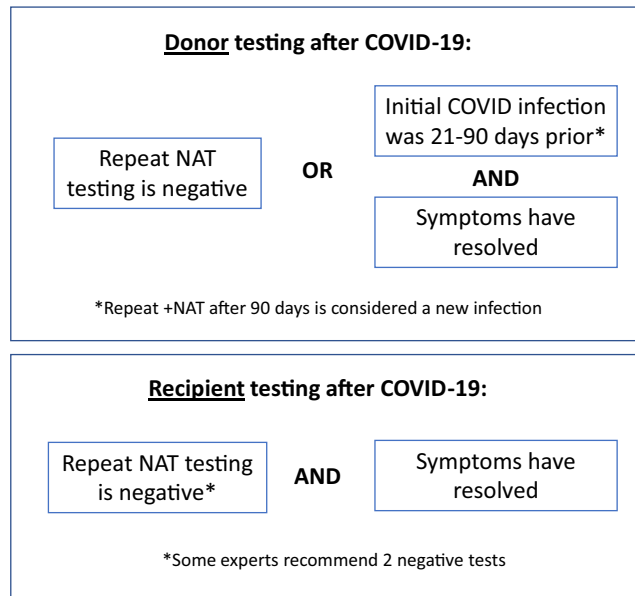 Donor testing after COVID-19:
Repeat NAT
testing is negative
OR
Initial COVID infection
was 21-90 days prior*
AND
Symptoms have
resolved
*Repeat +NAT after 90 days is considered a new infection
Recipient testing after COVID-19:
Repeat NAT testing
is negative*
AND
Symptoms have
resolved
*Some experts recommend 2 negative tests